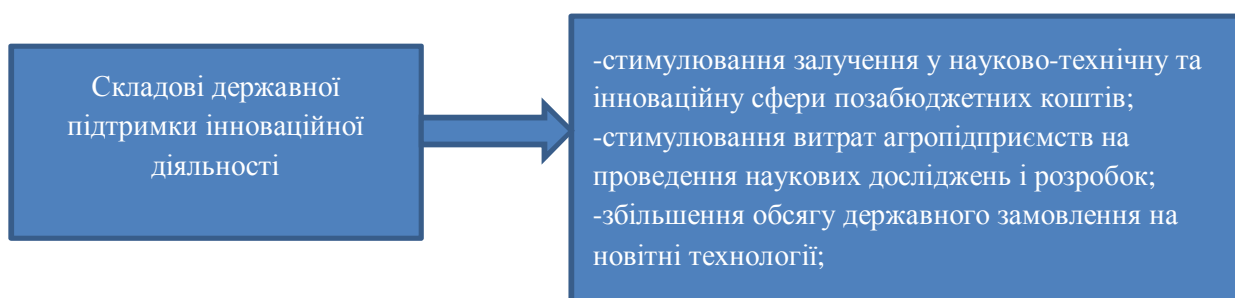 Складові державної
підтримки інноваційної
діяльності
-стимулювання залучення у науково-технічну та
інноваційну сфери позабюджетних коштів;
-стимулювання витрат агропідприємств на
проведення наукових досліджень і розробок;
-збільшення обсягу державного замовлення на
новітні технології;